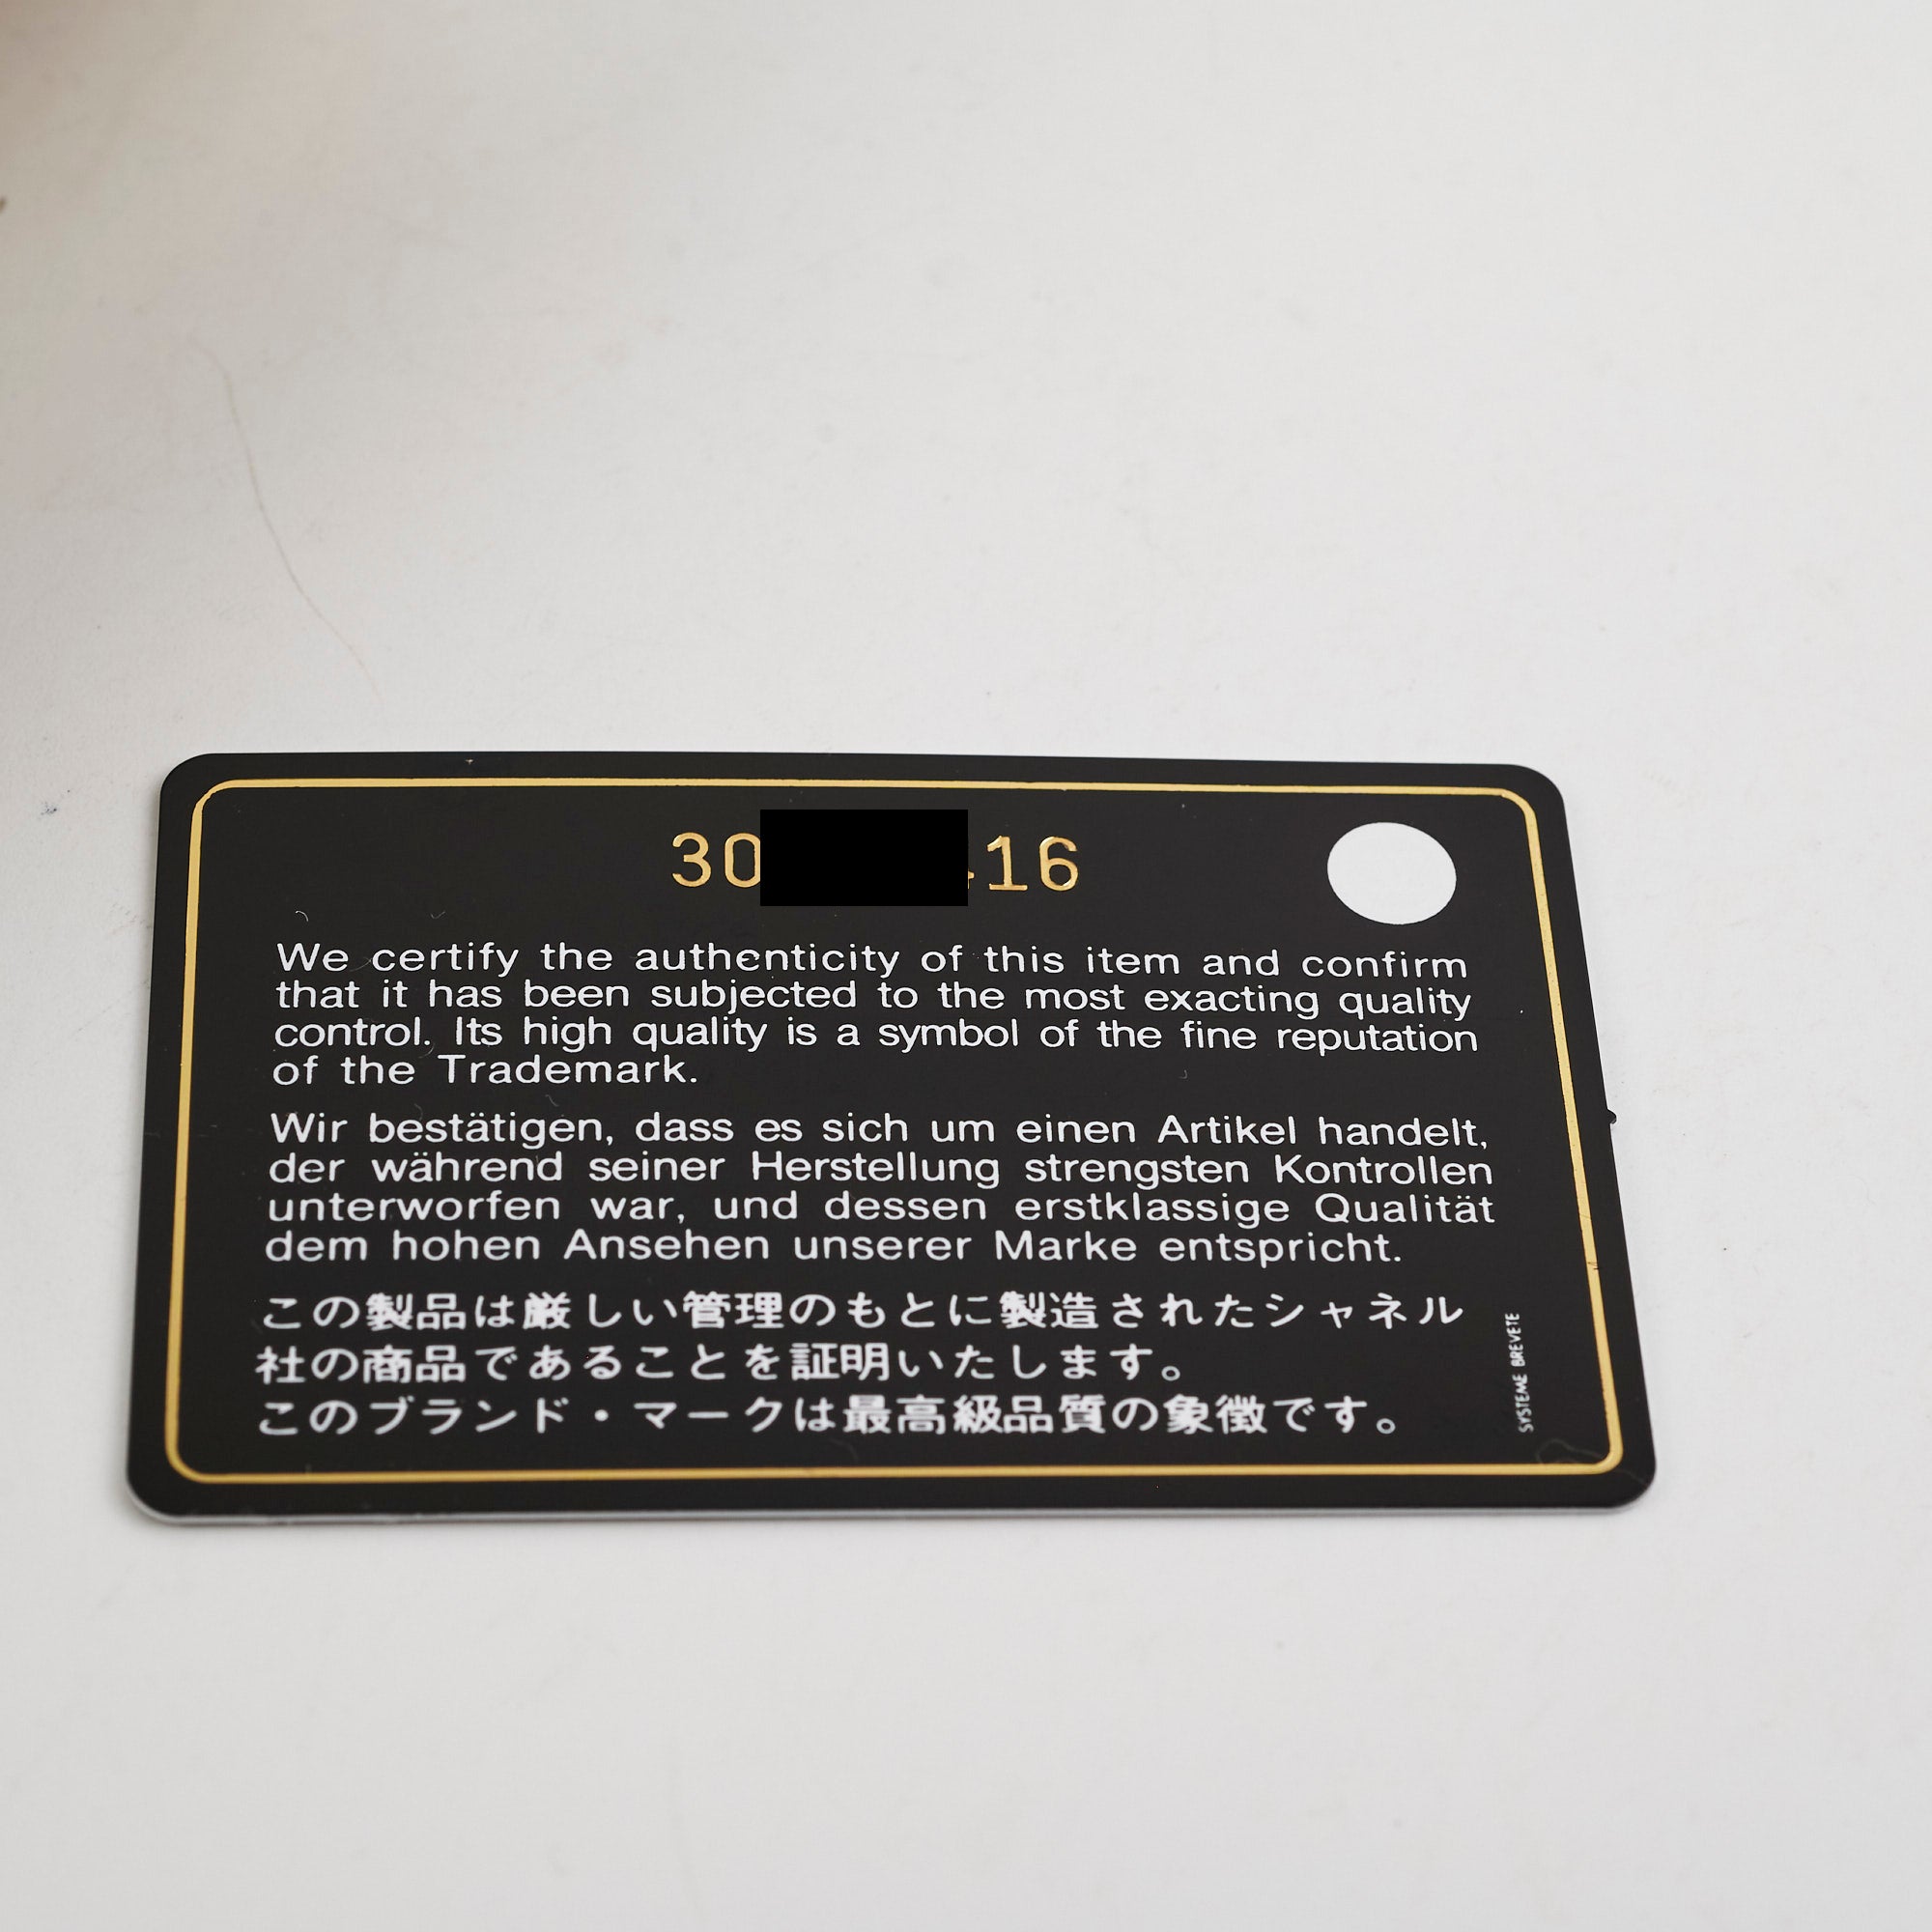 30 16
We certify the authenticity of this item and confirm
that it has been subjected to the most exacting quality
control. Its high quality is a symbol of the fine reputation
of the Trademark.
Wir bestätigen, dass es sich um einen Artikel handelt,
der während seiner Herstellung strengsten Kontrollen
unterworfen war, und dessen erstklassige Qualität
dem hohen Ansehen unserer Marke entspricht.
この製品は厳しい管理のもとに製造されたシャネル
社の商品であることを証明いたします。
このブランド・マークは最高級品質の象徴です。
SYSTEME BREVETE